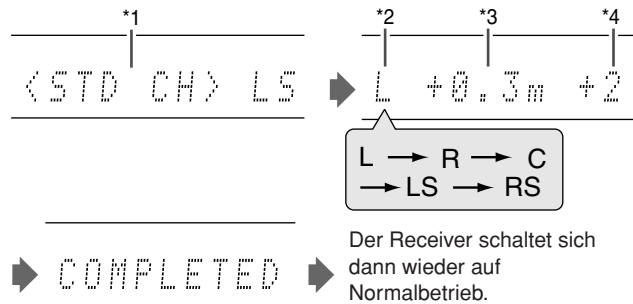 *1
*2 *3 *4
<STD CH> LS
L +0.3m +2
L → R → C
→ LS → RS
COMPLETED
Der Receiver schaltet sich
dann wieder auf
Normalbetrieb.